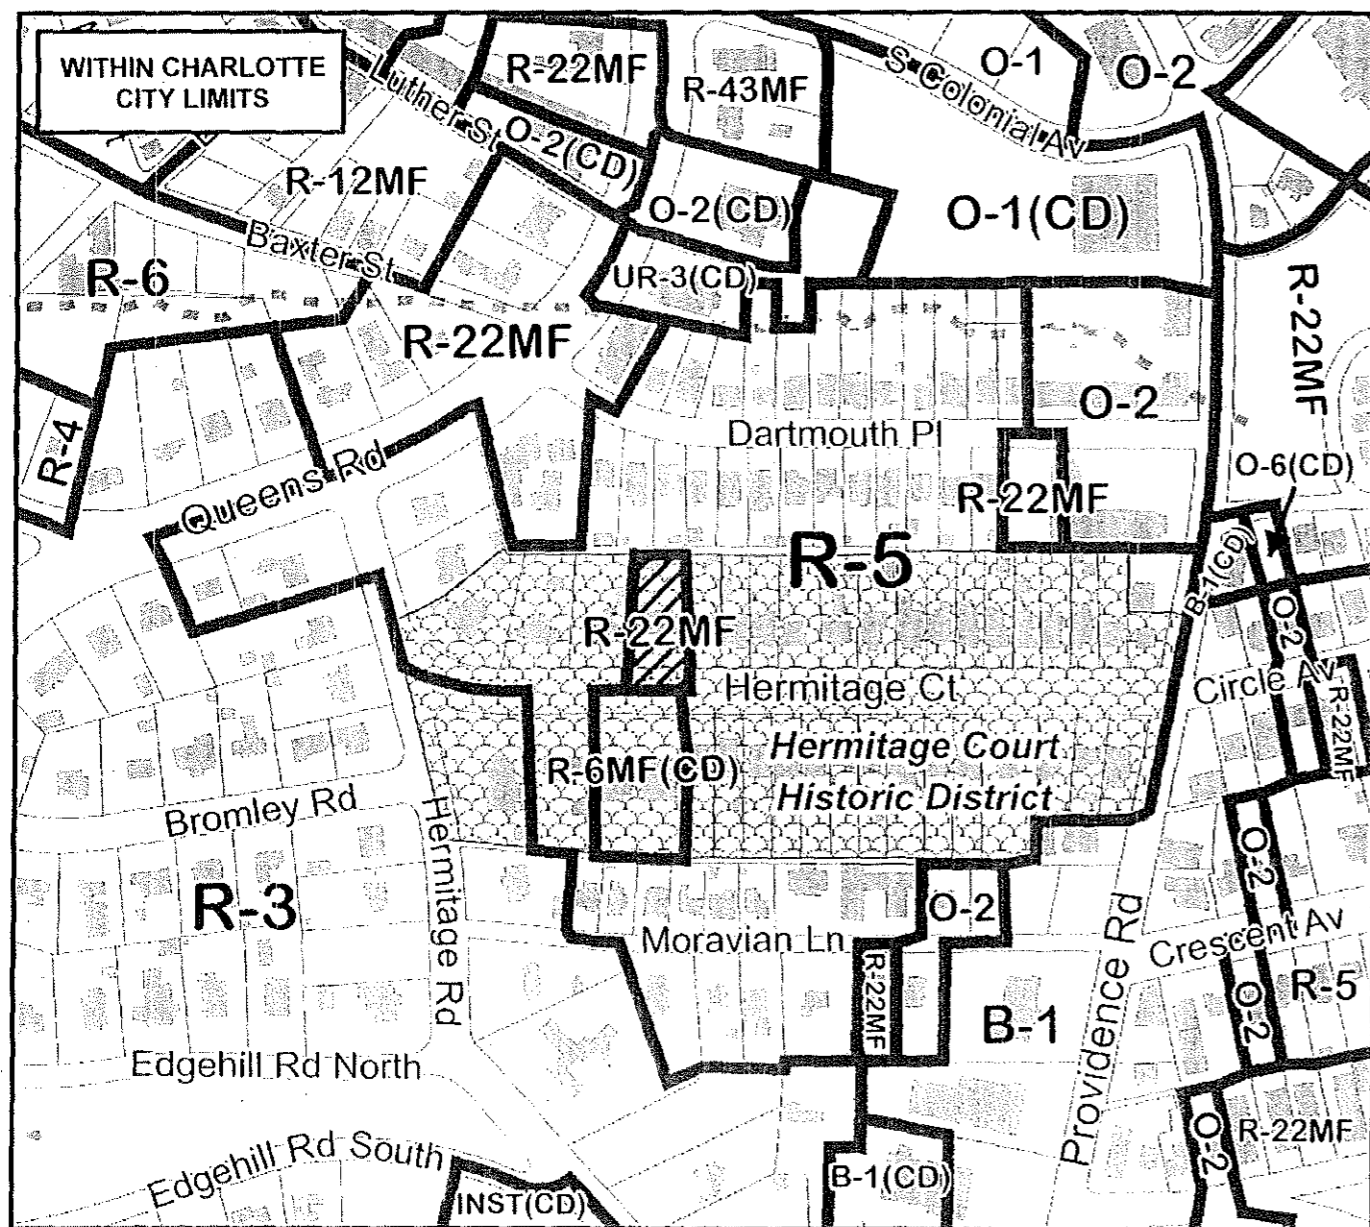 WITHIN CHARLOTTE
CITY LIMITS
Luther St
R-22MF
R-43MF
S Colonial Av
O-1
O-2
O-2(CD)
R-12MF
O-2(CD)
O-1(CD)
Baxter St
R-6
UR-3(CD)
R-22MF
R-22MF
O-2
R-4
Queens Rd
Dartmouth Pl
R-22MF
O-6(CD)
R-5
B-1(CD)
R-22MF
O-2
Hermitage Ct
Circle Av
R-22MF
Hermitage Court
Historic District
R-6MF(CD)
Bromley Rd
Hermitage Rd
R-3
O-2
O-2
Moravian Ln
R-22MF
Providence Rd
Crescent Av
B-1
O-2
R-5
Edgehill Rd North
Edgehill Rd South
INST(CD)
B-1(CD)
O-2
R-22MF